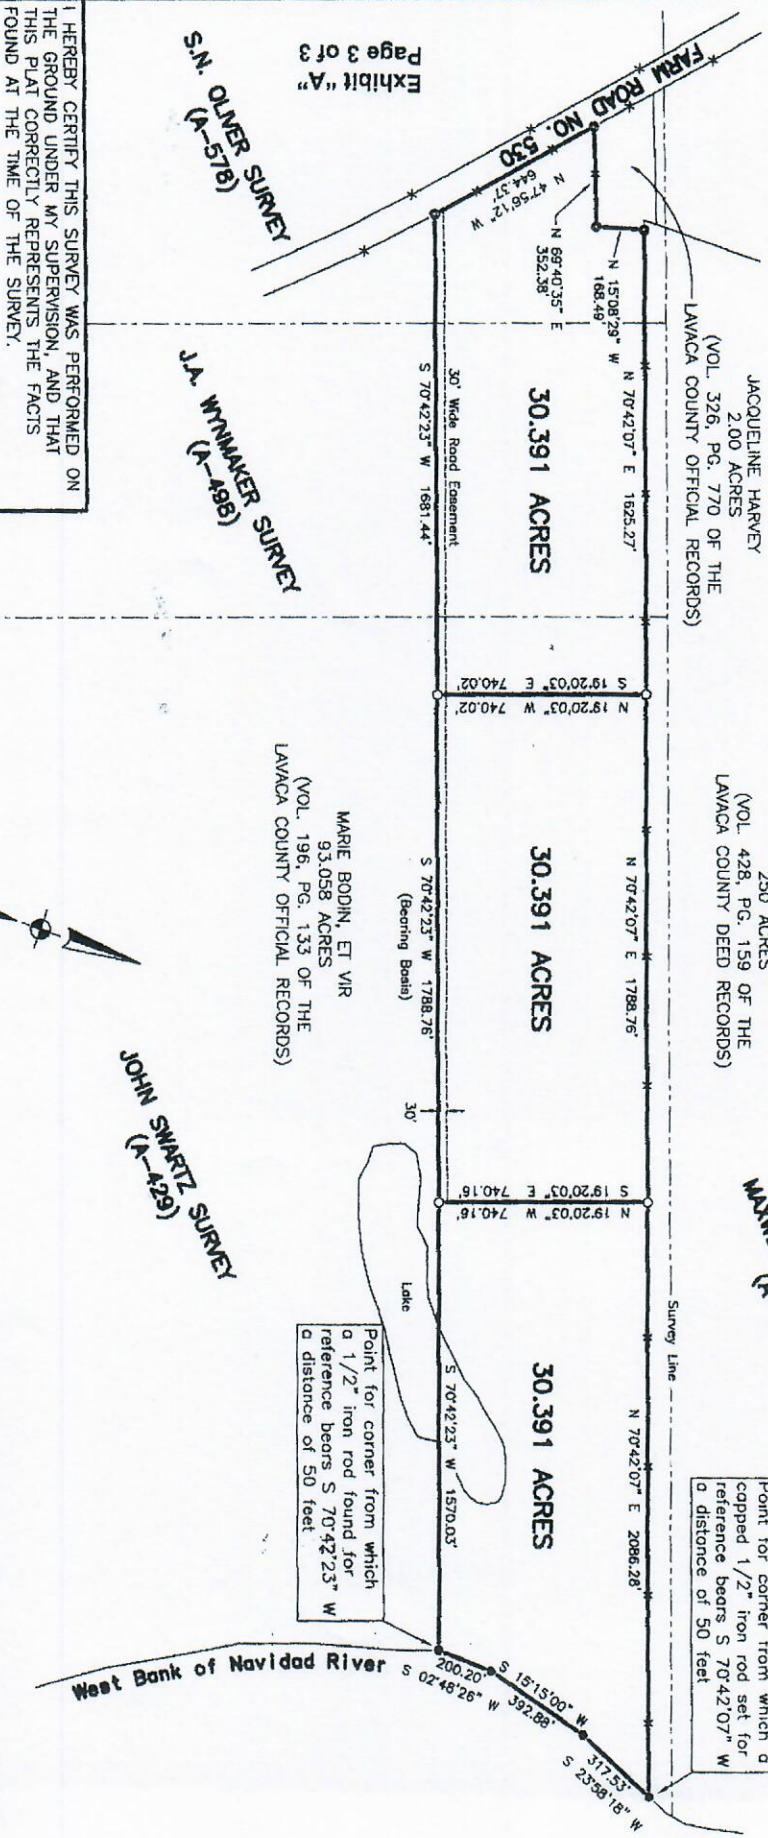 FARM ROAD NO. 530
Exhibit "A"
Page 3 of 3
S.N. OLIVER SURVEY
(A-578)
N 47°56'12" W
644.37'
N 69°40'35" E
352.38'
N 15°08'29" W
168.49'
JACQUELINE HARVEY
2.00 ACRES
(VOL. 326, PG. 770 OF THE
LAVACA COUNTY OFFICIAL RECORDS)
N 70°42'07" E 1625.27'
30.391 ACRES
30' Wide Road Easement
S 70°42'23" W 1681.44'
J.A. WYNMAKER SURVEY
(A-498)
I HEREBY CERTIFY THIS SURVEY WAS PERFORMED ON
THE GROUND UNDER MY SUPERVISION, AND THAT
THIS PLAT CORRECTLY REPRESENTS THE FACTS
FOUND AT THE TIME OF THE SURVEY.
S 19°20'03" E 740.02'
N 19°20'03" W 740.02'
250 ACRES
(VOL. 428, PG. 159 OF THE
LAVACA COUNTY DEED RECORDS)
N 70°42'07" E 1788.76'
30.391 ACRES
S 70°42'23" W 1788.76'
(Bearing Basis)
30'
MARIE BODIN, ET VIR
93.058 ACRES
(VOL. 196, PG. 133 OF THE
LAVACA COUNTY OFFICIAL RECORDS)
JOHN SWARTZ SURVEY
(A-429)
S 19°20'03" E 740.16'
N 19°20'03" W 740.16'
Survey Line
N 70°42'07" E 2086.28'
30.391 ACRES
Lake
S 70°42'23" W 1570.03'
Point for corner from which a
capped 1/2" iron rod set for
reference bears S 70°42'07" W
a distance of 50 feet
Point for corner from which
a 1/2" iron rod found for
reference bears S 70°42'23" W
a distance of 50 feet
317.53'
S 23°58'18" W
S 15°15'00" W
392.88'
200.20'
S 02°48'26" W
West Bank of Navidad River